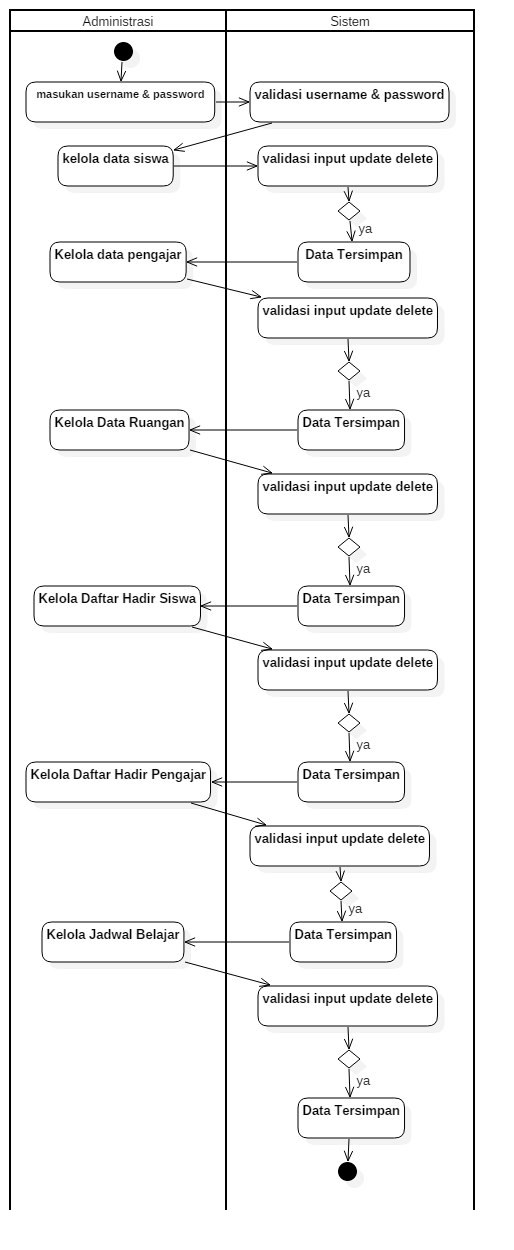 Administrasi
Sistem
masukan username & password
validasi username & password
kelola data siswa
validasi input update delete
ya
Kelola data pengajar
Data Tersimpan
validasi input update delete
ya
Kelola Data Ruangan
Data Tersimpan
validasi input update delete
ya
Kelola Daftar Hadir Siswa
Data Tersimpan
validasi input update delete
ya
Kelola Daftar Hadir Pengajar
Data Tersimpan
validasi input update delete
ya
Kelola Jadwal Belajar
Data Tersimpan
validasi input update delete
ya
Data Tersimpan